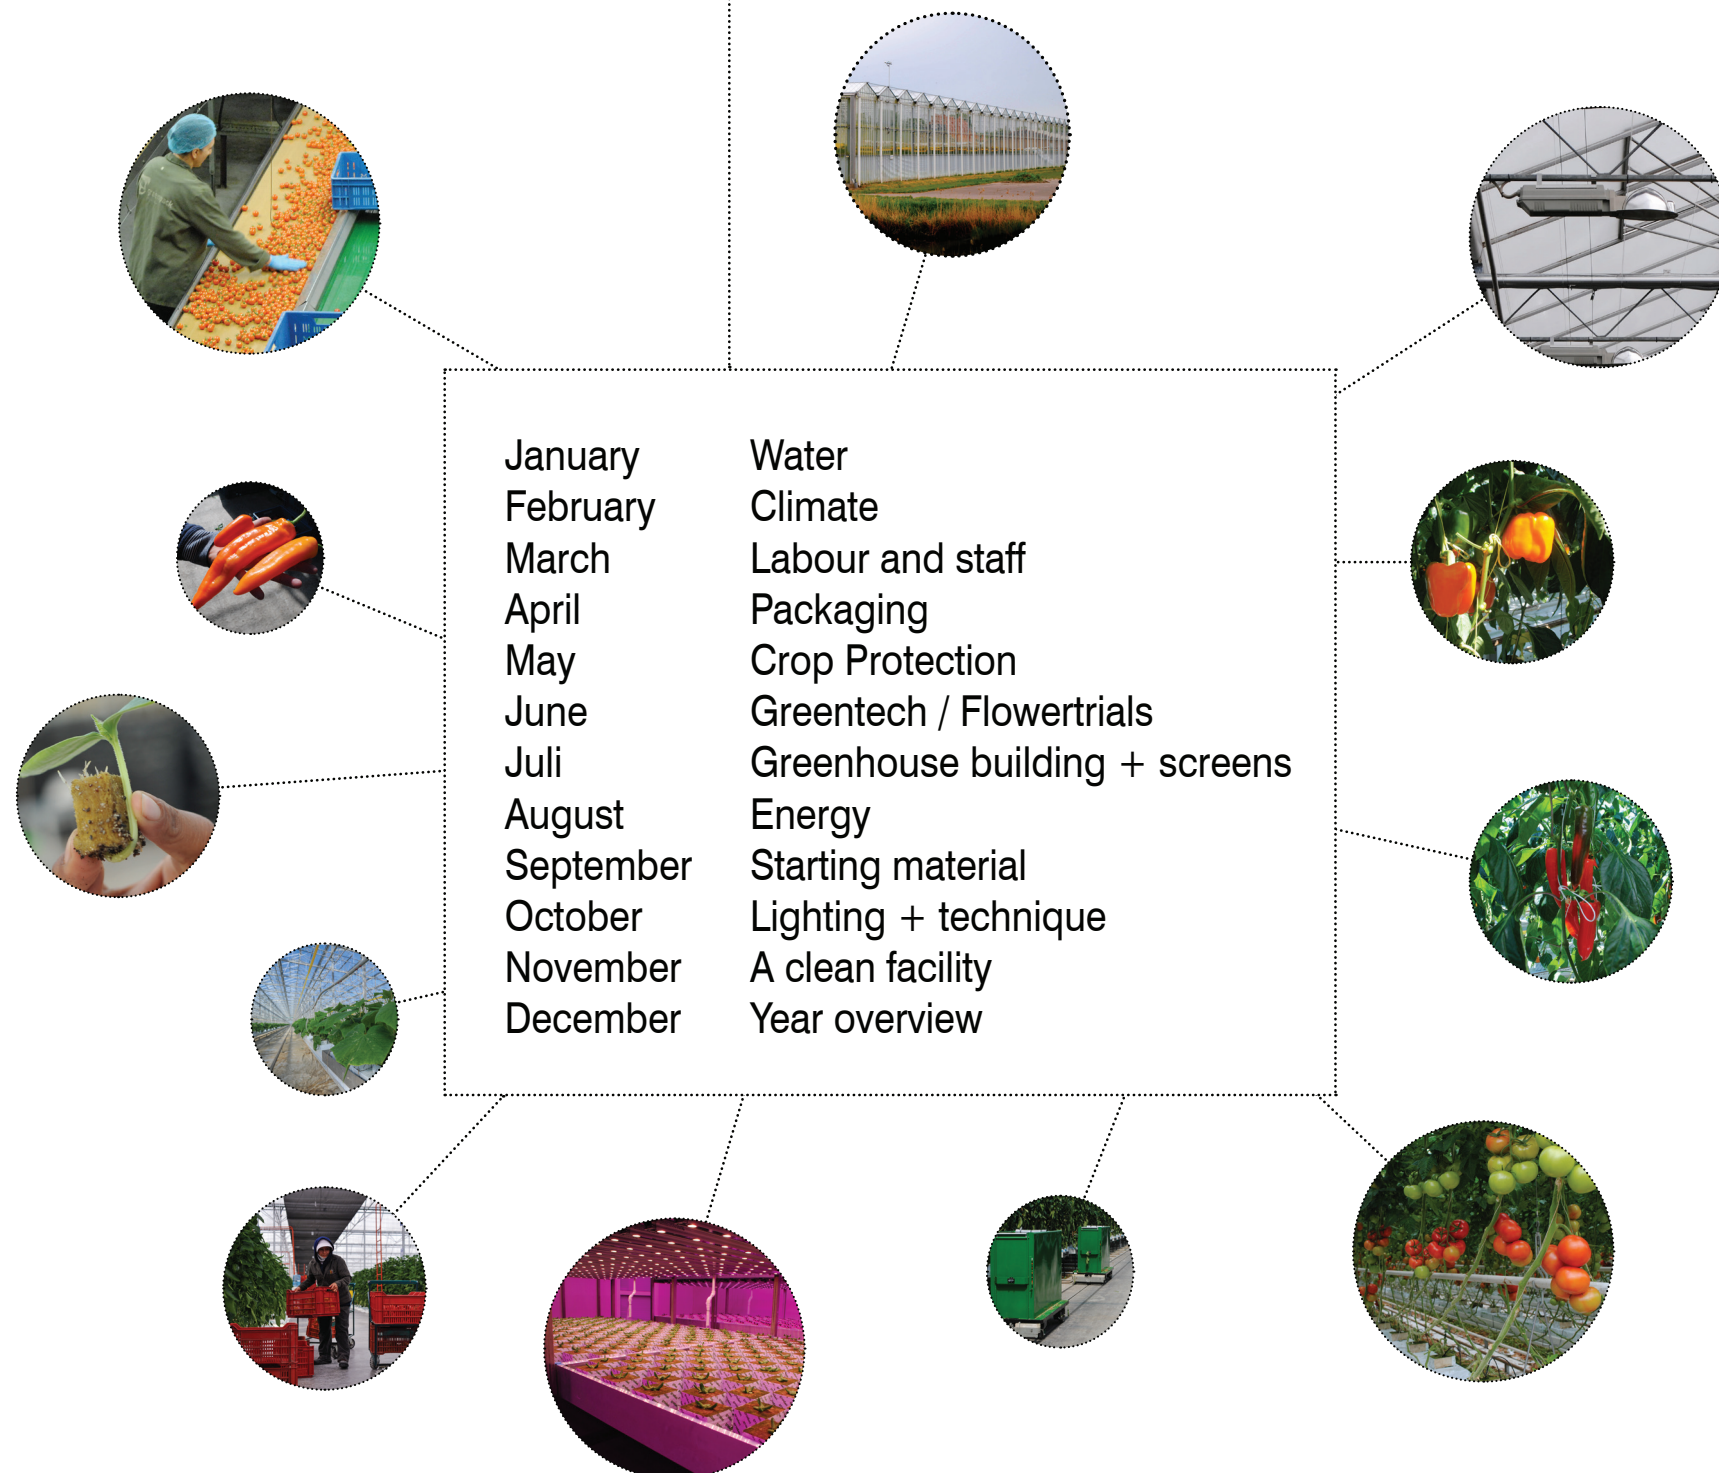 January Water
February Climate
March Labour and staff
April Packaging
May Crop Protection
June Greentech / Flowertrials
Juli Greenhouse building + screens
August Energy
September Starting material
October Lighting + technique
November A clean facility
December Year overview